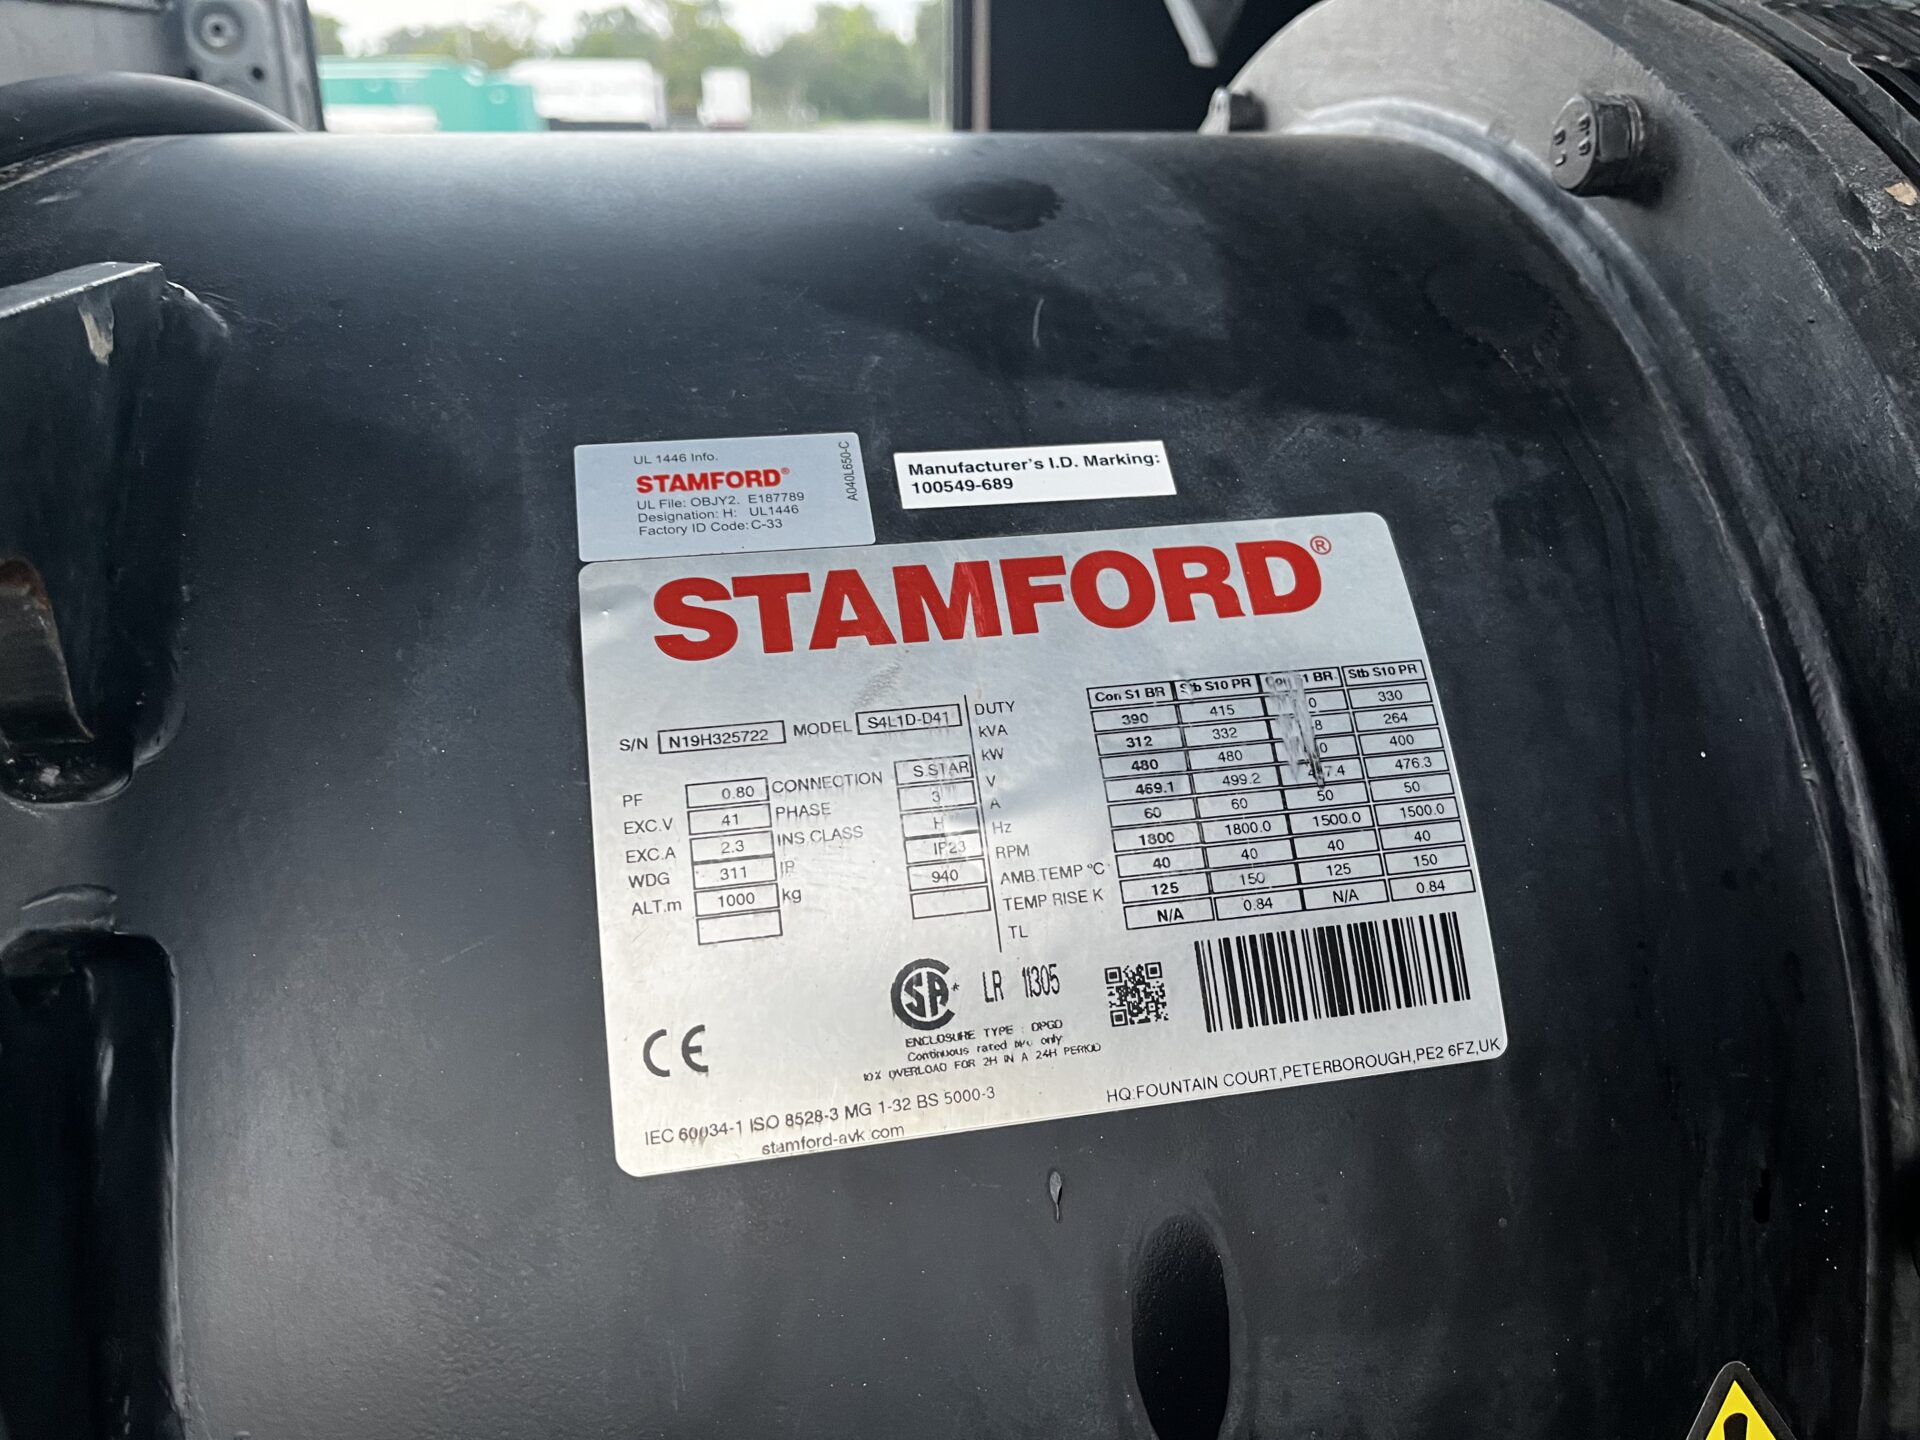 UL 1446 Info.
STAMFORD®
UL File: OBJY2. E187789
Designation: H: UL1446
Factory ID Code: C-33
A040L650-C
Manufacturer's I.D. Marking:
100549-689
STAMFORD®
S/N N19H325722 MODEL S4L1D-D41
PF 0.80 CONNECTION S.STAR
EXC.V 41 PHASE 3
EXC.A 2.3 INS.CLASS H
WDG 311 IP IP23
ALT.m 1000 kg 940
DUTY Con S1 BR Stb S10 PR Con S1 BR. Stb S10 PR
kVA 390 415 330
kW 312 332 264
V 480 480 400
A 469.1 499.2 476.3
Hz 60 60 50 50
RPM 1800 1800.0 1500.0 1500.0
AMB.TEMP °C 40 40 40 40
TEMP RISE K 125 150 125 150
TL N/A 0.84 N/A 0.84
CE
SA LR 11305
ENCLOSURE TYPE : DPGD
Continuous rated only
10% OVERLOAD FOR 2H IN A 24H PERIOD
IEC 60034-1 ISO 8528-3 MG 1-32 BS 5000-3
stamford-avk.com
HQ:FOUNTAIN COURT,PETERBOROUGH,PE2 6FZ,UK